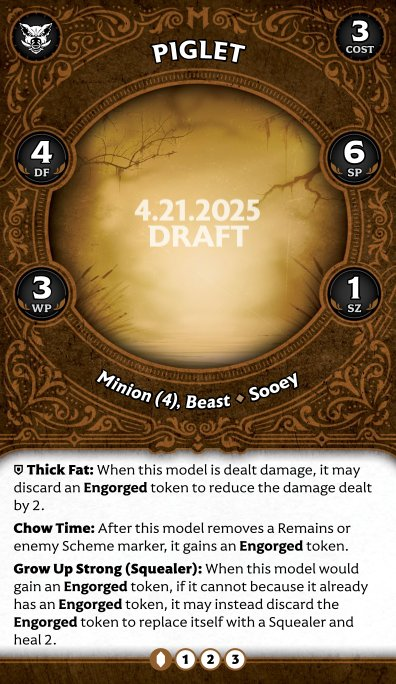 PIGLET
3
COST
4
DF
6
SP
4.21.2025
DRAFT
3
WP
1
SZ
Minion (4), Beast ◆ Sooey
Thick Fat: When this model is dealt damage, it may
discard an Engorged token to reduce the damage dealt
by 2.
Chow Time: After this model removes a Remains or
enemy Scheme marker, it gains an Engorged token.
Grow Up Strong (Squealer): When this model would
gain an Engorged token, if it cannot because it already
has an Engorged token, it may instead discard the
Engorged token to replace itself with a Squealer and
heal 2.
1 2 3